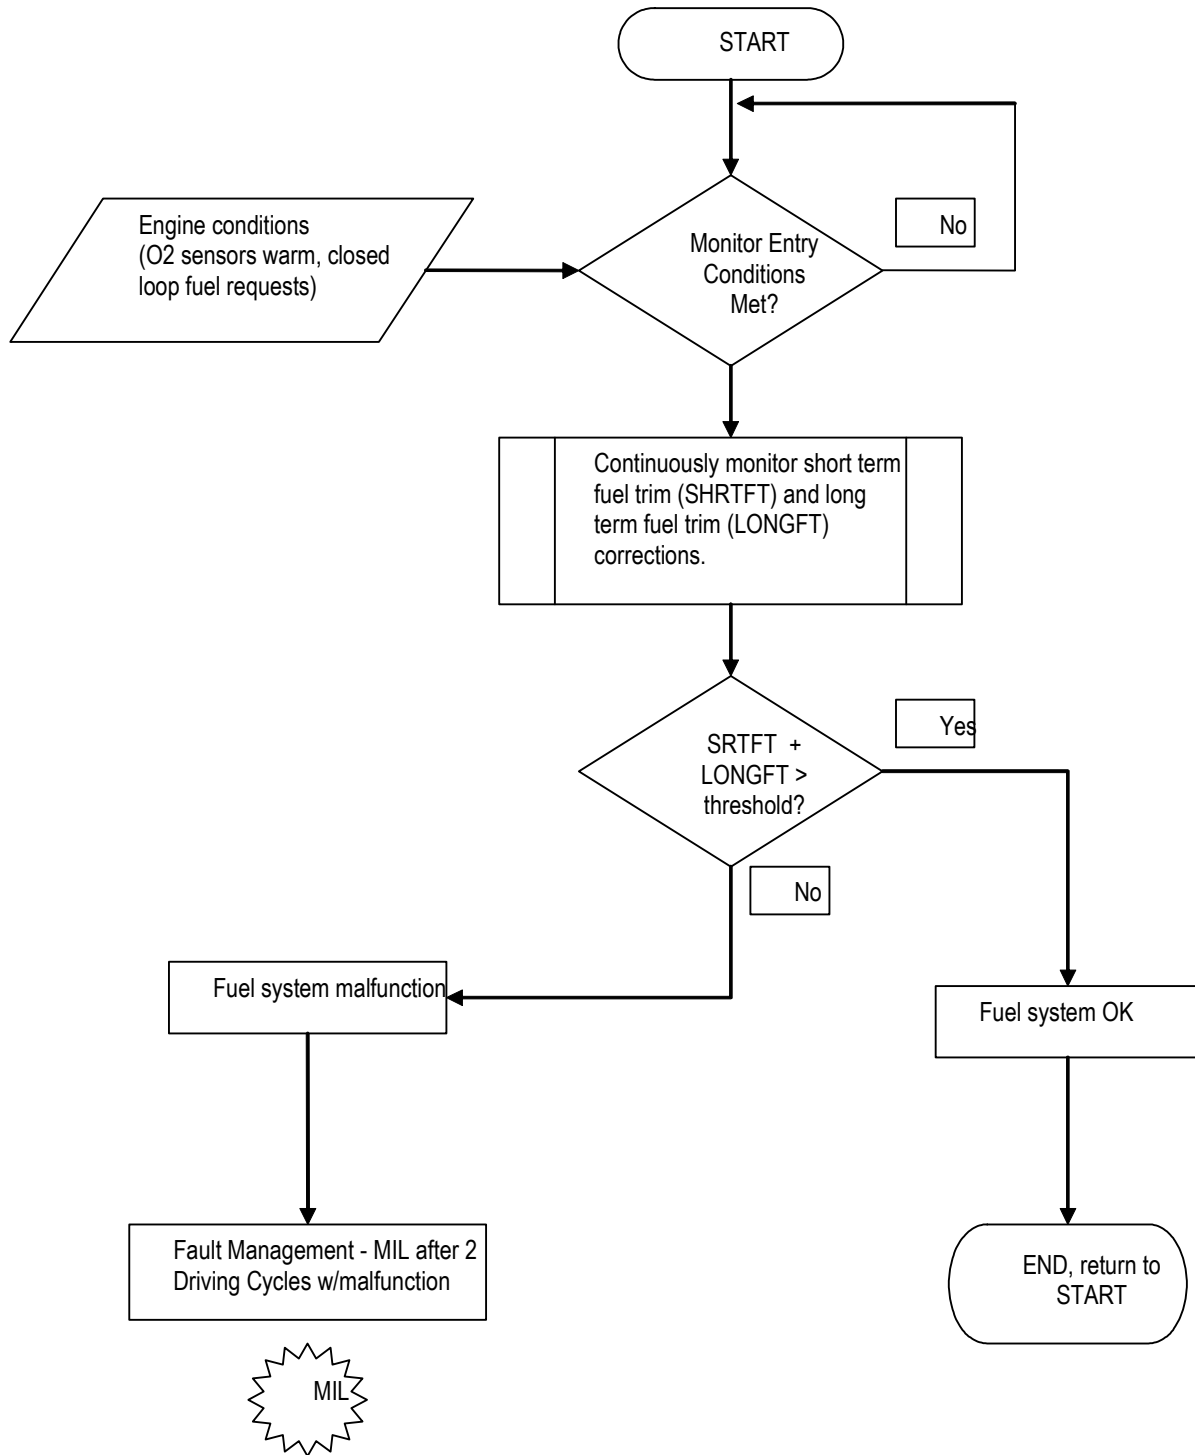 START
No
Engine conditions
(O2 sensors warm, closed
loop fuel requests)
Monitor Entry
Conditions
Met?
Continuously monitor short term
fuel trim (SHRTFT) and long
term fuel trim (LONGFT)
corrections.
Yes
SRTFT +
LONGFT >
threshold?
No
Fuel system malfunction
Fuel system OK
Fault Management - MIL after 2
Driving Cycles w/malfunction
END, return to
START
MIL